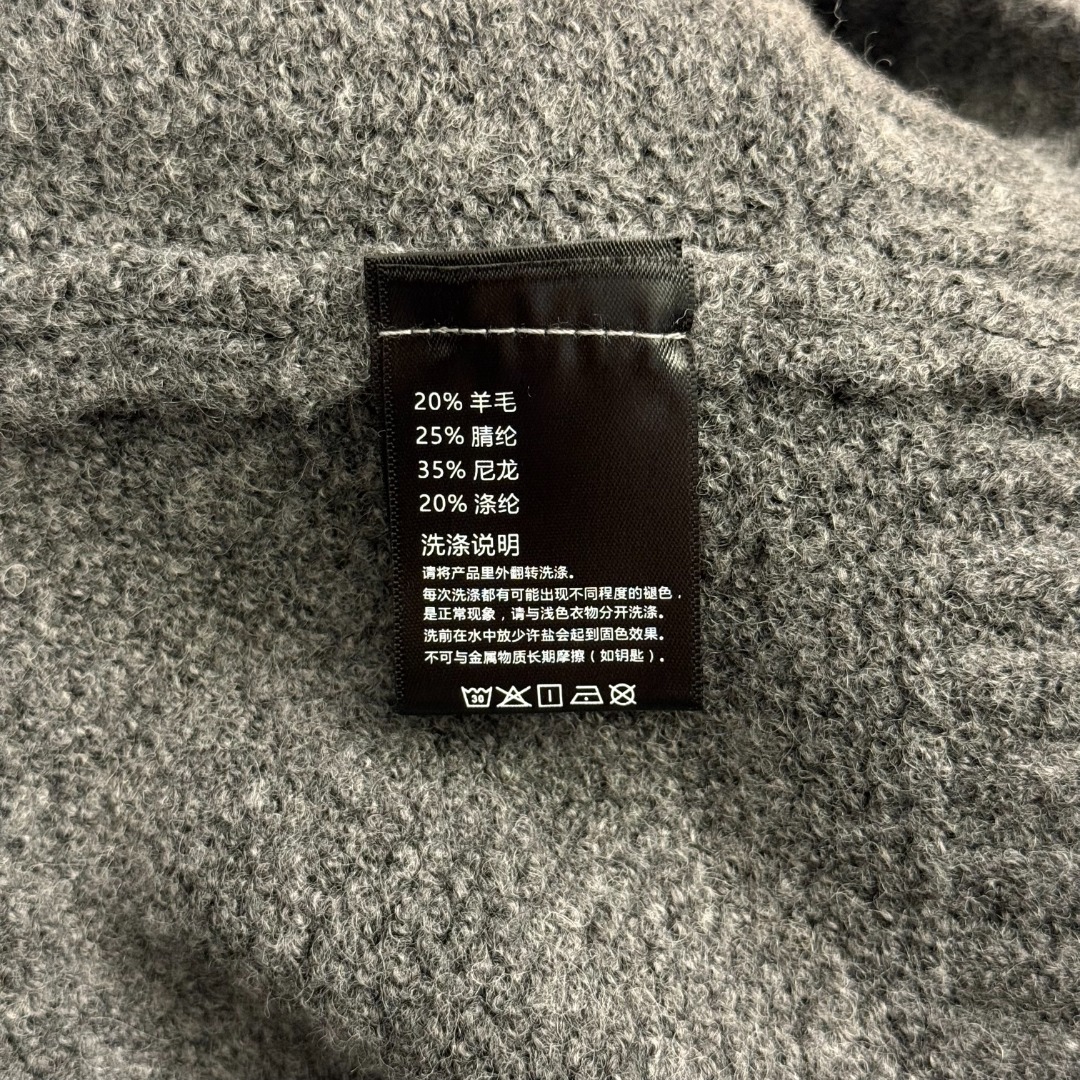 20% 羊毛
25% 腈纶
35% 尼龙
20% 涤纶
洗涤说明
请将产品里外翻转洗涤。
每次洗涤都有可能出现不同程度的褪色，
是正常现象，请与浅色衣物分开洗涤。
洗前在水中放少许盐会起到固色效果。
不可与金属物质长期摩擦（如钥匙）。
30